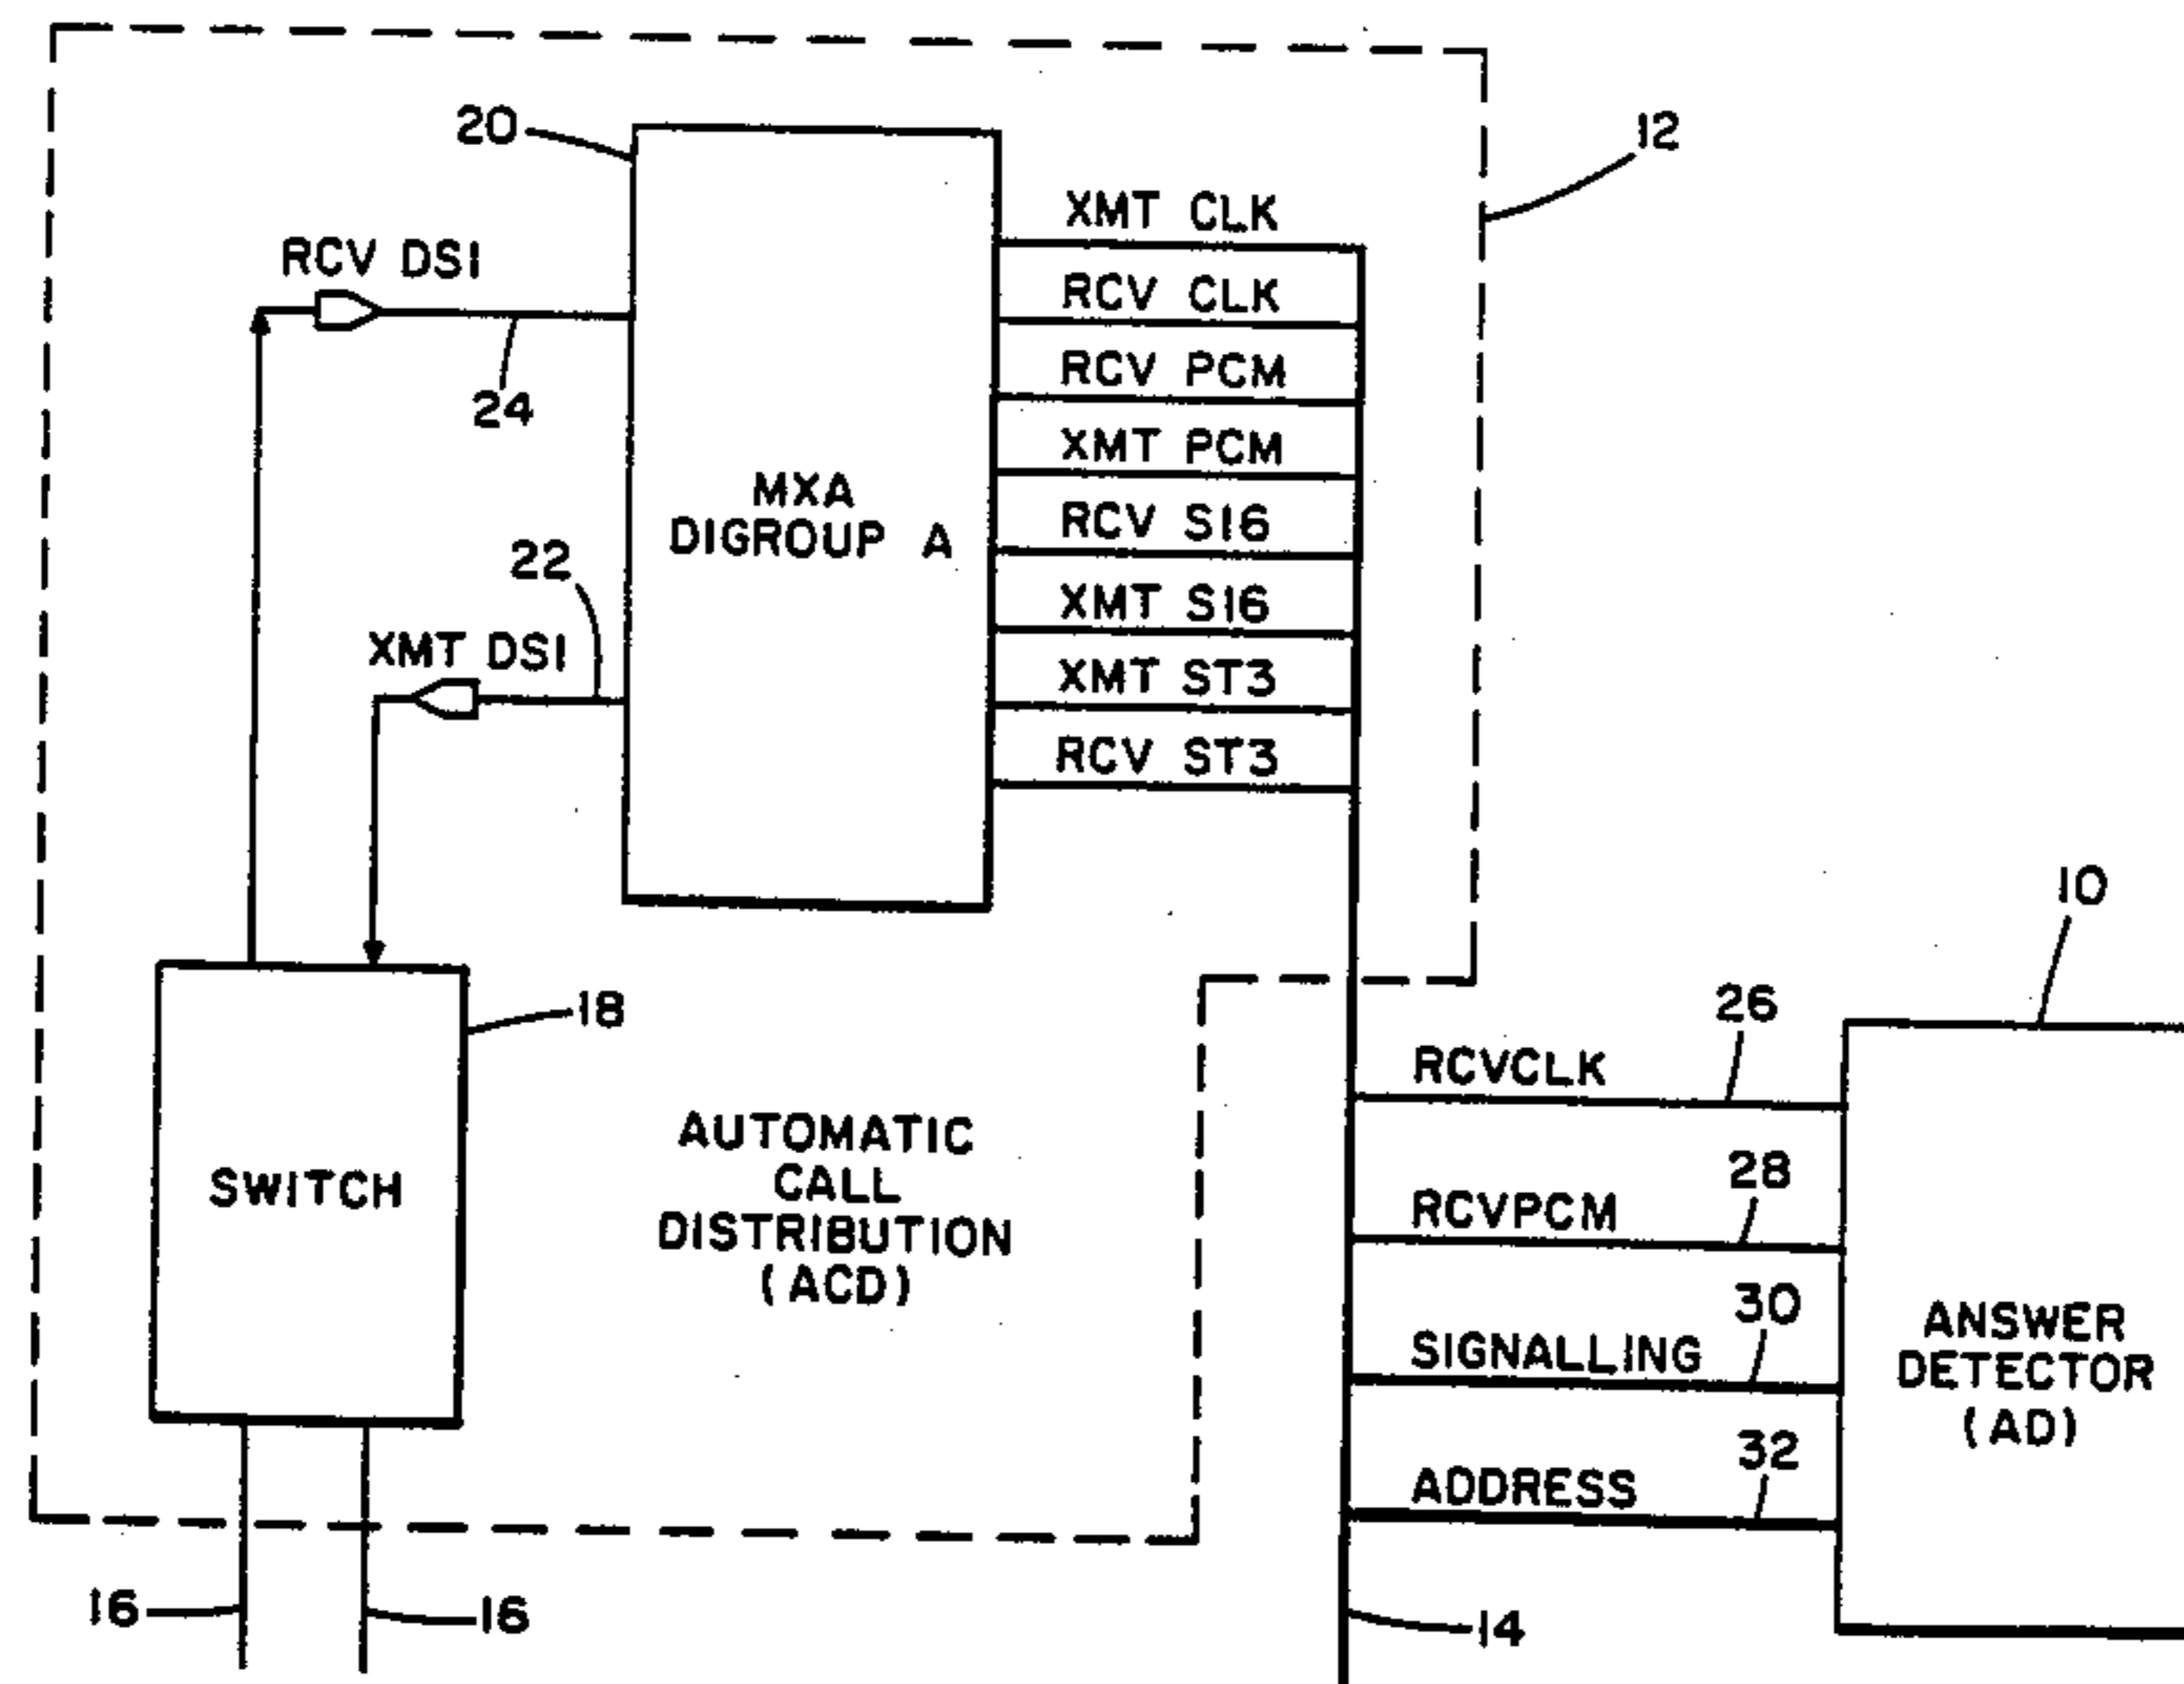 20
12
XMT CLK
RCV DS1
RCV CLK
RCV PCM
24
XMT PCM
MXA
DIGROUP A
RCV S16
22
XMT S16
XMT DS1
XMT ST3
RCV ST3
10
18
26
RCVCLK
AUTOMATIC
CALL
DISTRIBUTION
(ACD)
SWITCH
28
RCVPCM
30
SIGNALLING
ANSWER
DETECTOR
(AD)
32
ADDRESS
16
16
14